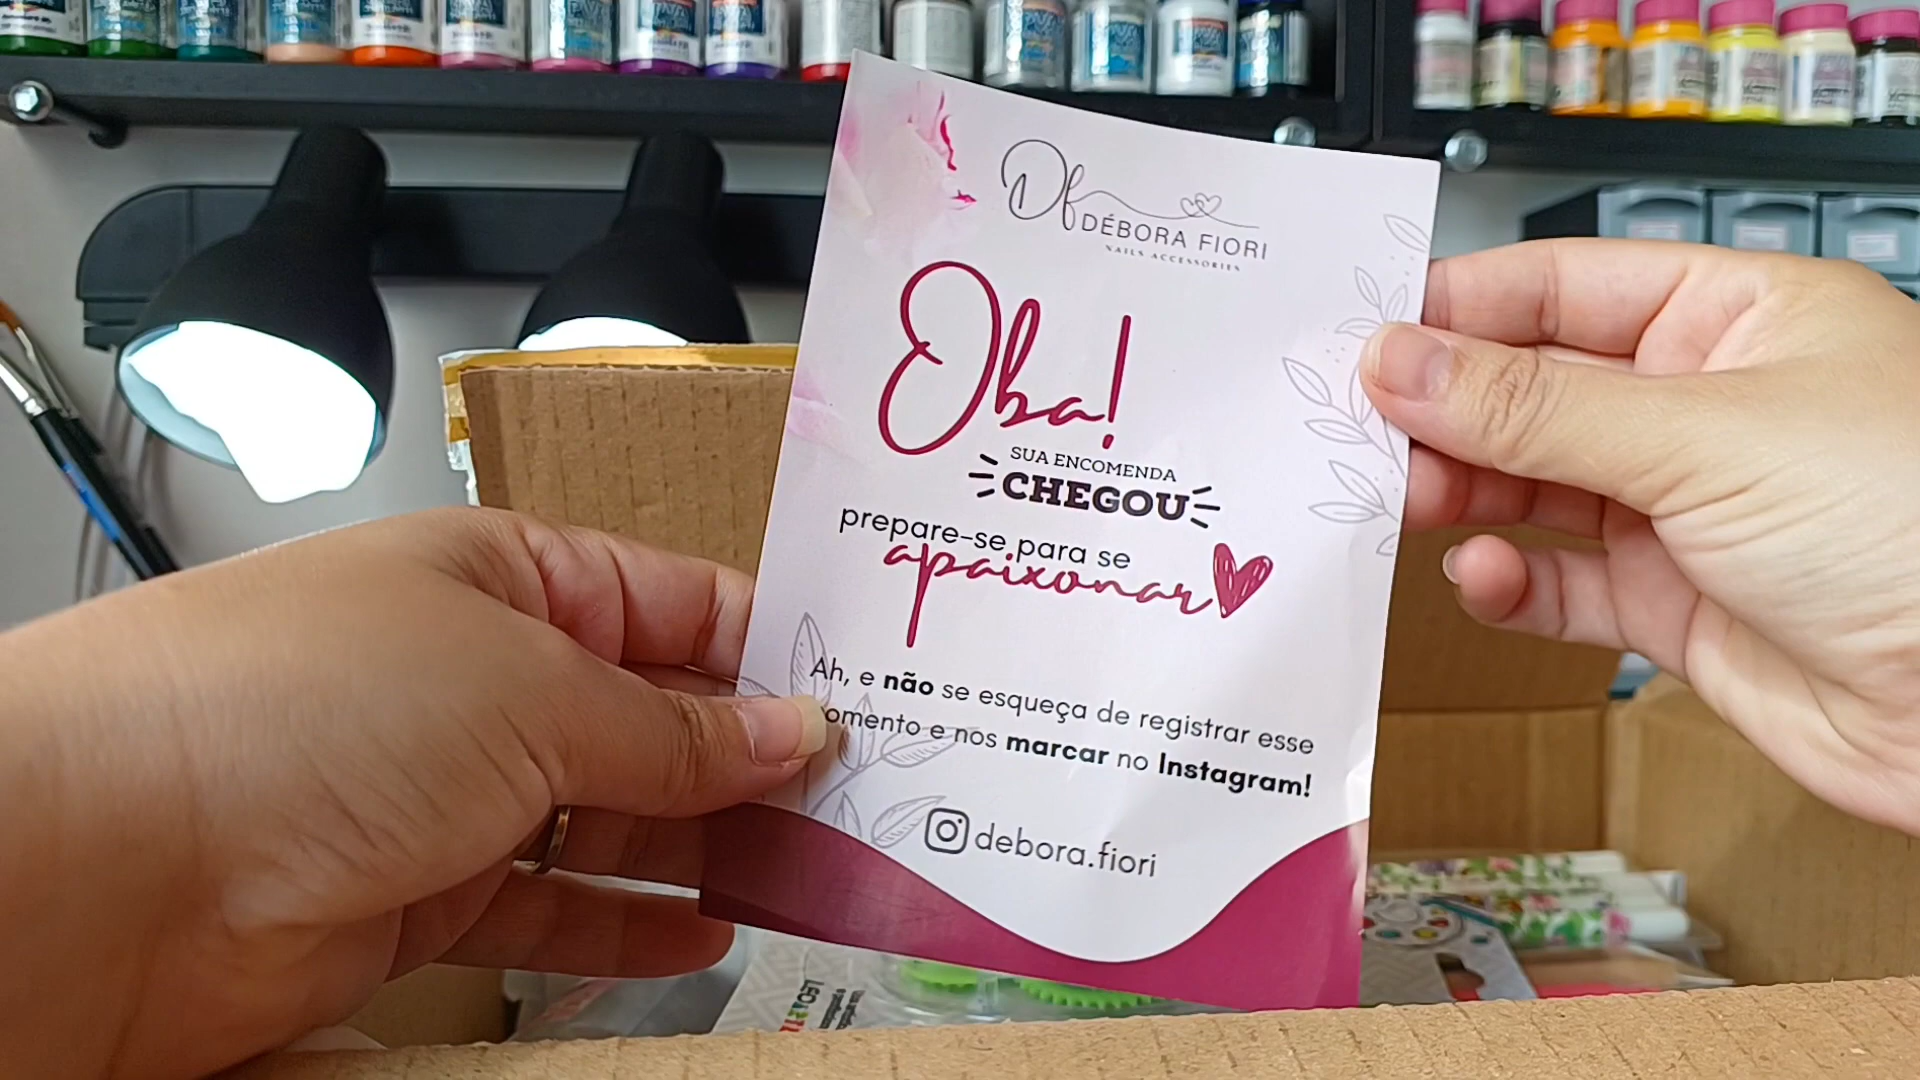 Df
DÉBORA FIORI
NAILS ACCESSORIES
Oba!
SUA ENCOMENDA
CHEGOU
prepare-se para se
apaixonar
Ah, e não se esqueça de registrar esse
omento e nos marcar no Instagram!
debora.fiori